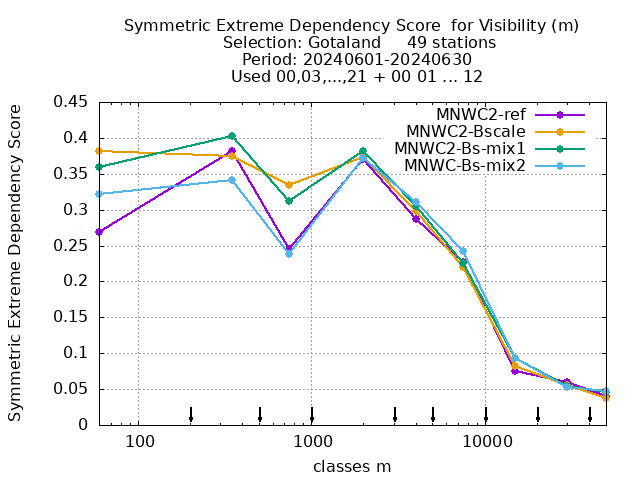 Symmetric Extreme Dependency Score  for Visibility (m)
Selection: Gotaland     49 stations
Period: 20240601-20240630
Used 00,03,...,21 + 00 01 ... 12
Symmetric Extreme Dependency Score
0.45
0.4
0.35
0.3
0.25
0.2
0.15
0.1
0.05
0
MNWC2-ref
MNWC2-Bscale
MNWC2-Bs-mix1
MNWC-Bs-mix2
100 1000 10000
classes m